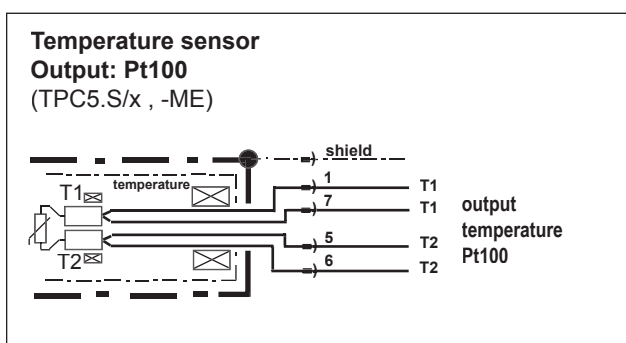 Temperature sensor
Output: Pt100
(TPC5.S/x , -ME)
shield
temperature
T1
1
T1
7
T1
output
temperature
Pt100
5
T2
T2
6
T2